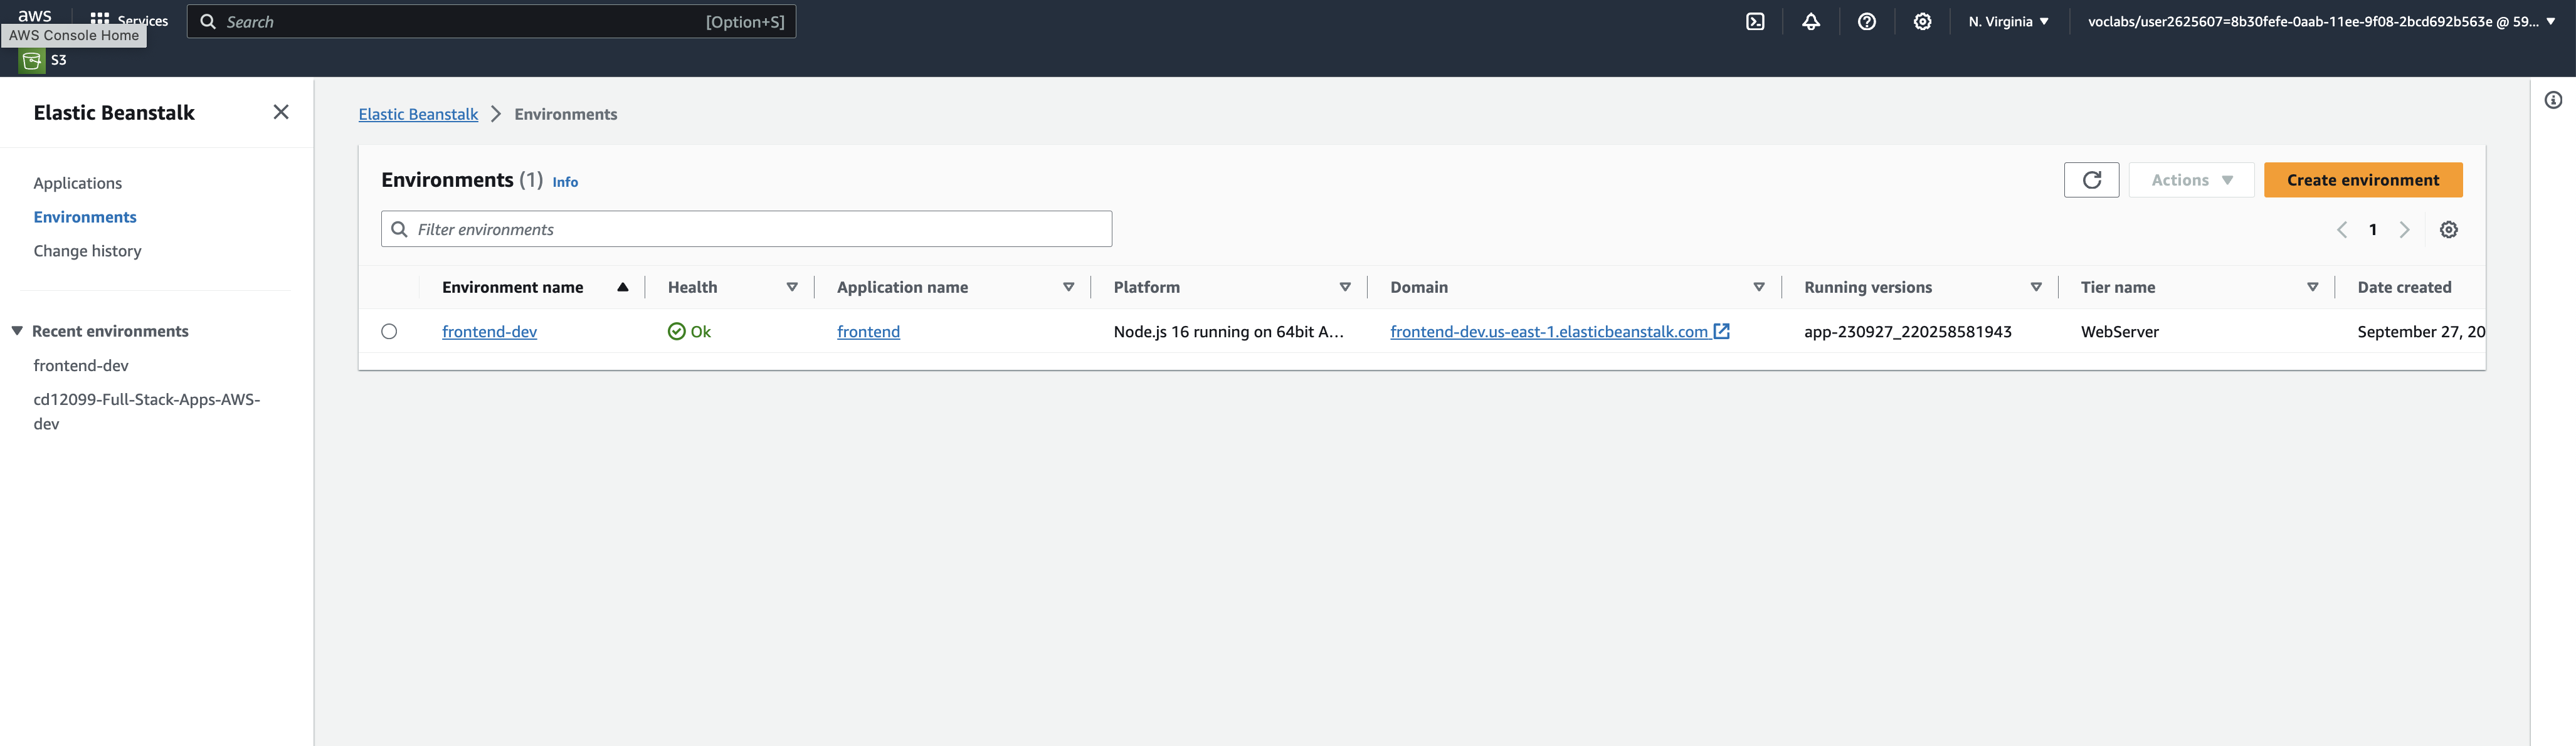 aws
Services
Search
[Option+S]
N. Virginia
voclabs/user2625607=8b30fefe-0aab-11ee-9f08-2bcd692b563e @ 59...
AWS Console Home
S3
Elastic Beanstalk
Applications
Environments
Change history
Recent environments
frontend-dev
cd12099-Full-Stack-Apps-AWS-
dev
Elastic Beanstalk
Environments
Environments (1)
Info
Actions
Create environment
Filter environments
1
Environment name
Health
Application name
Platform
Domain
Running versions
Tier name
Date created
frontend-dev
Ok
frontend
Node.js 16 running on 64bit A...
frontend-dev.us-east-1.elasticbeanstalk.com
app-230927_220258581943
WebServer
September 27, 20